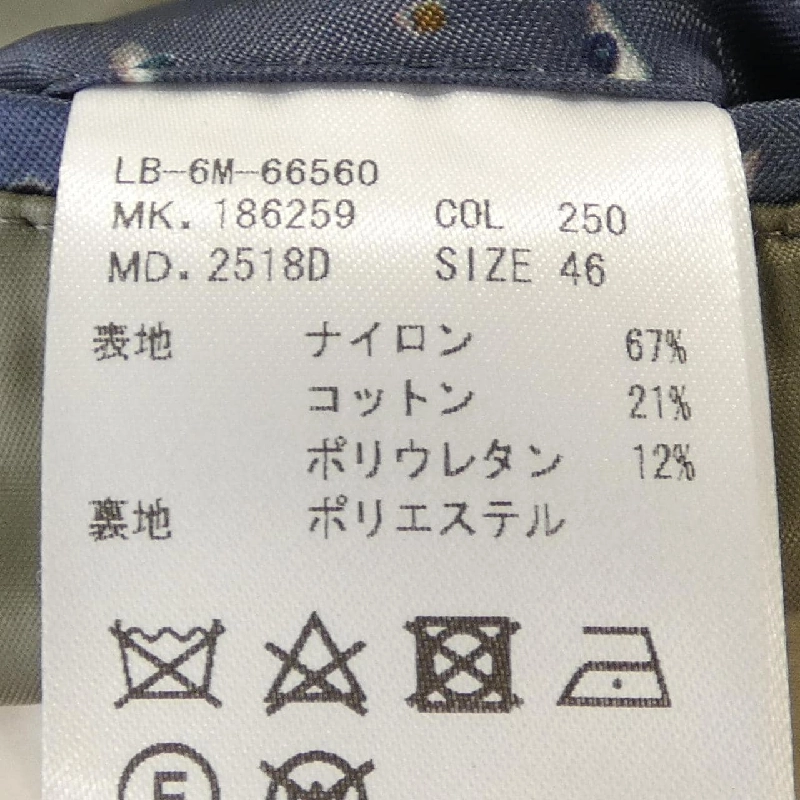 LB-6M-66560
MK. 186259 COL 250
MD. 2518D SIZE 46
表地 ナイロン 67%
コットン 21%
ポリウレタン 12%
裏地 ポリエステル
F W